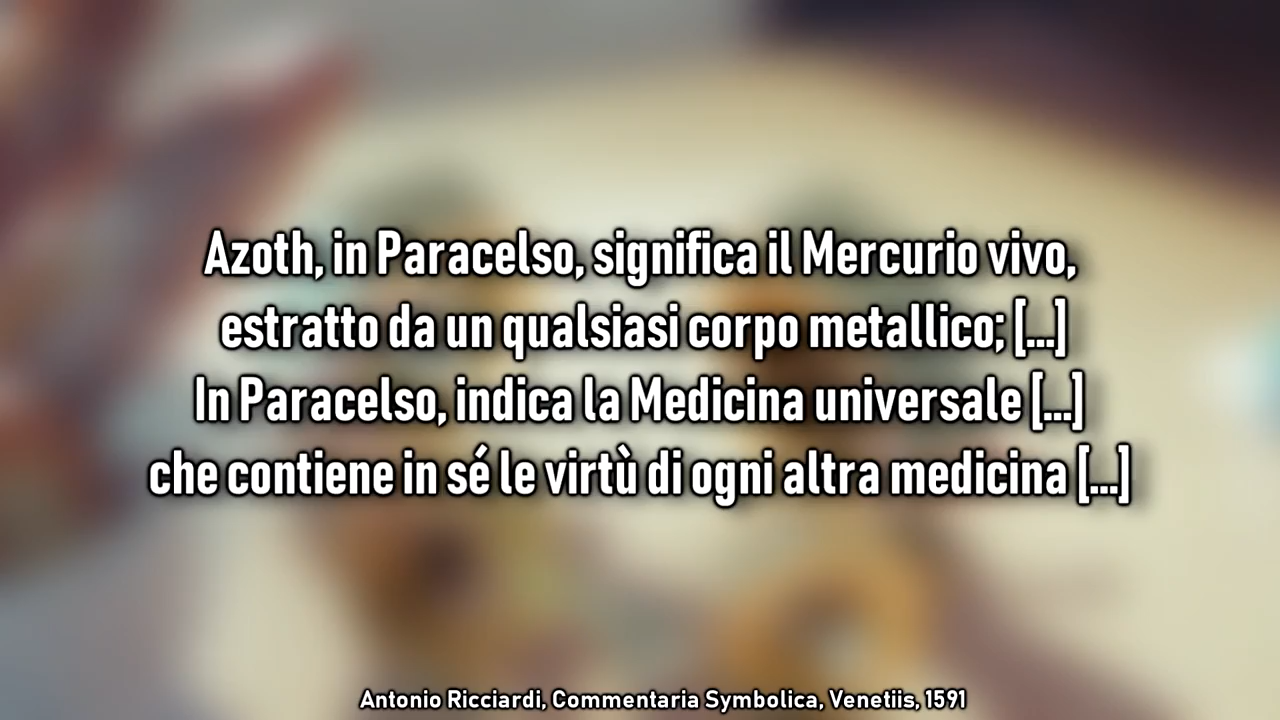 Azoth, in Paracelso, significa il Mercurio vivo,
estratto da un qualsiasi corpo metallico; [...]
In Paracelso, indica la Medicina universale [...]
che contiene in sé le virtù di ogni altra medicina [...]
Antonio Ricciardi, Commentaria Symbolica, Venetiis, 1591